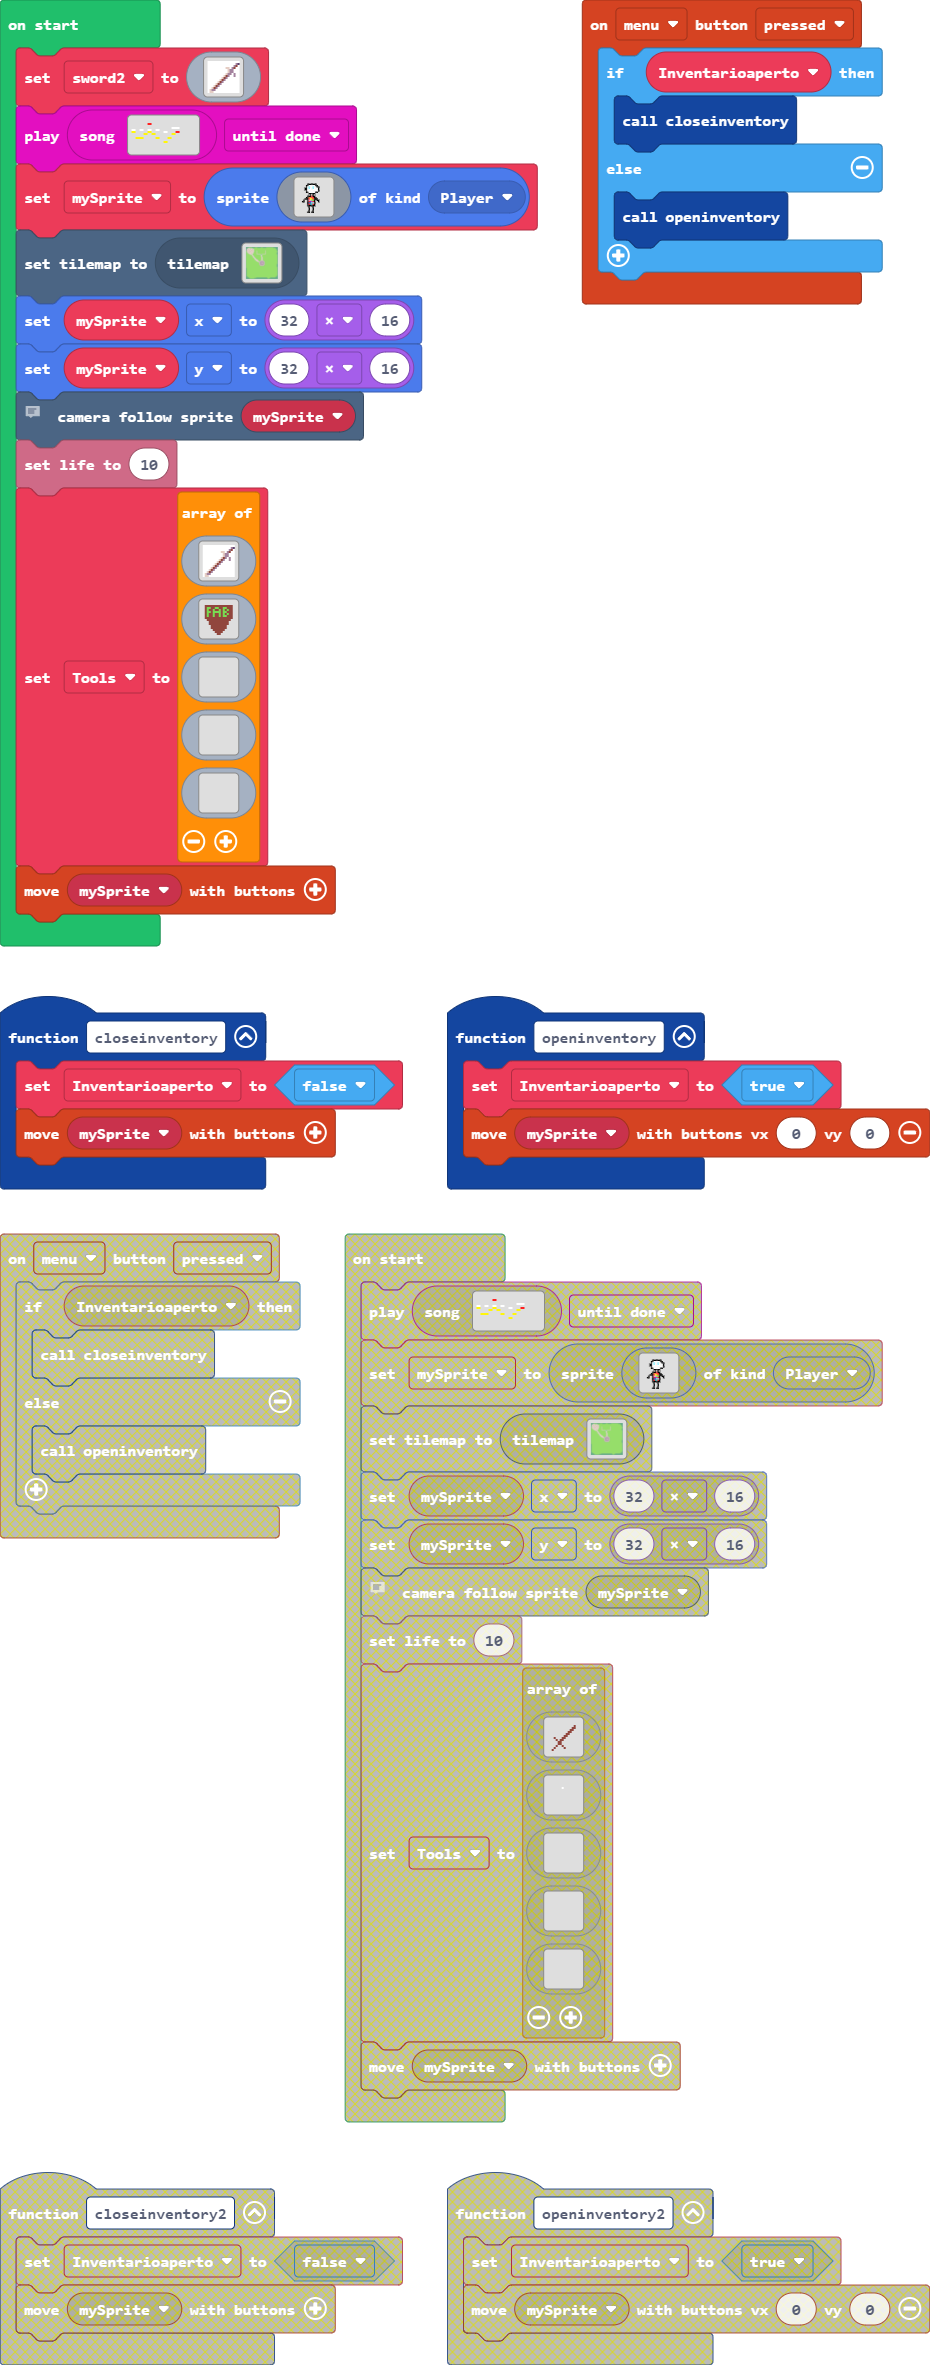 on start
set sword2 to
play song until done
set mySprite to sprite of kind Player
set tilemap to tilemap
set mySprite x to 32 × 16
set mySprite y to 32 × 16
camera follow sprite mySprite
set life to 10
array of
FAB
set Tools to
move mySprite with buttons
on menu button pressed
if Inventarioaperto then
call closeinventory
else
call openinventory
function closeinventory
set Inventarioaperto to false
move mySprite with buttons
function openinventory
set Inventarioaperto to true
move mySprite with buttons vx 0 vy 0
on menu button pressed
if Inventarioaperto then
call closeinventory
else
call openinventory
on start
play song until done
set mySprite to sprite of kind Player
set tilemap to tilemap
set mySprite x to 32 × 16
set mySprite y to 32 × 16
camera follow sprite mySprite
set life to 10
array of
set Tools to
move mySprite with buttons
function closeinventory2
set Inventarioaperto to false
move mySprite with buttons
function openinventory2
set Inventarioaperto to true
move mySprite with buttons vx 0 vy 0